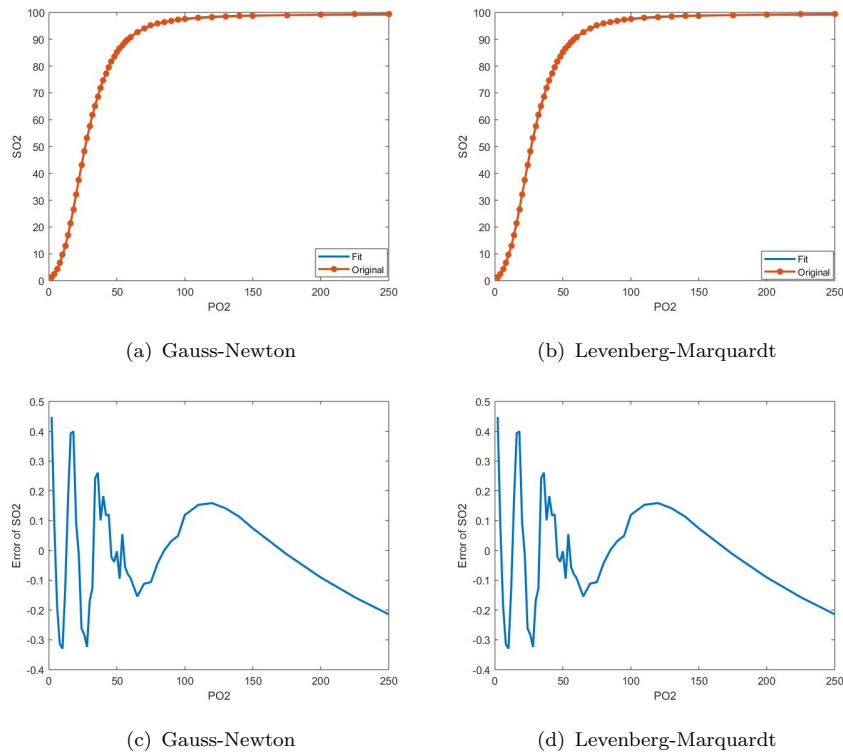 100
90
80
70
60
50
40
30
20
10
0
SO2
0 50 100 150 200 250
PO2
Fit
Original
(a) Gauss-Newton
100
90
80
70
60
50
40
30
20
10
0
SO2
0 50 100 150 200 250
PO2
Fit
Original
(b) Levenberg-Marquardt
0.5
0.4
0.3
0.2
0.1
0
-0.1
-0.2
-0.3
-0.4
Error of SO2
0 50 100 150 200 250
PO2
(c) Gauss-Newton
0.5
0.4
0.3
0.2
0.1
0
-0.1
-0.2
-0.3
-0.4
Error of SO2
0 50 100 150 200 250
PO2
(d) Levenberg-Marquardt